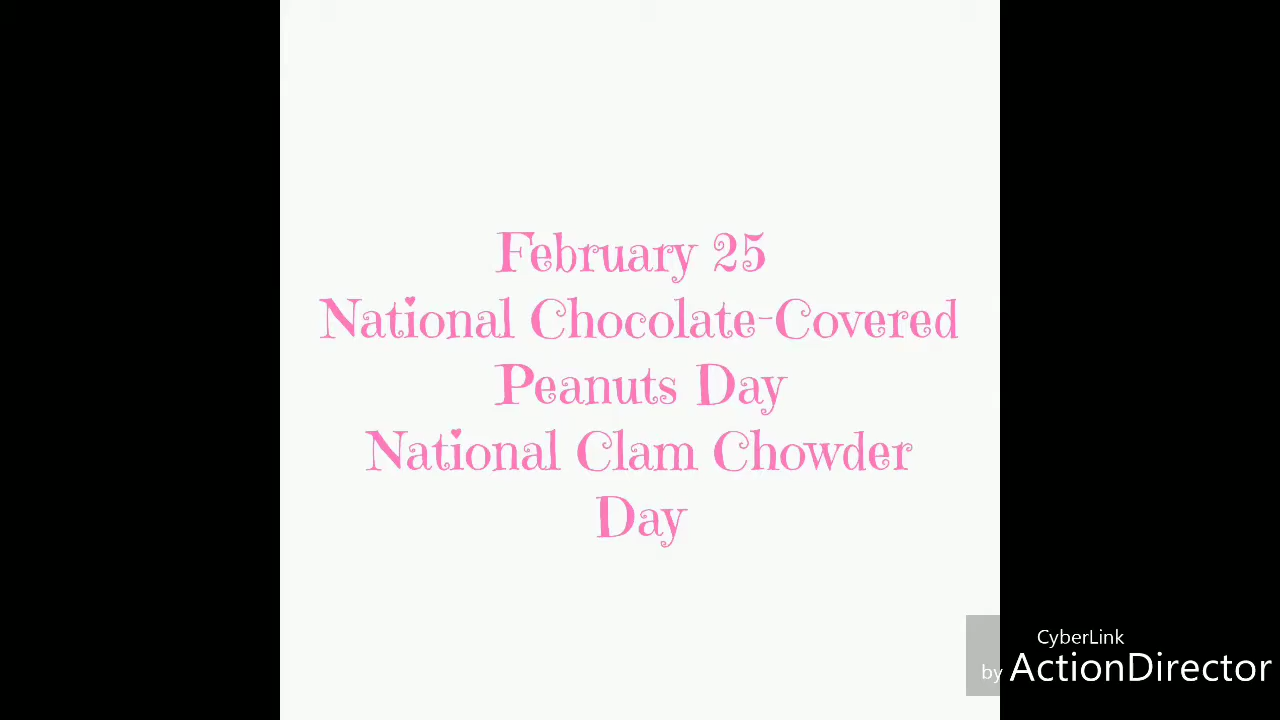 February 25
National Chocolate-Covered
Peanuts Day
National Clam Chowder
Day
CyberLink
by ActionDirector